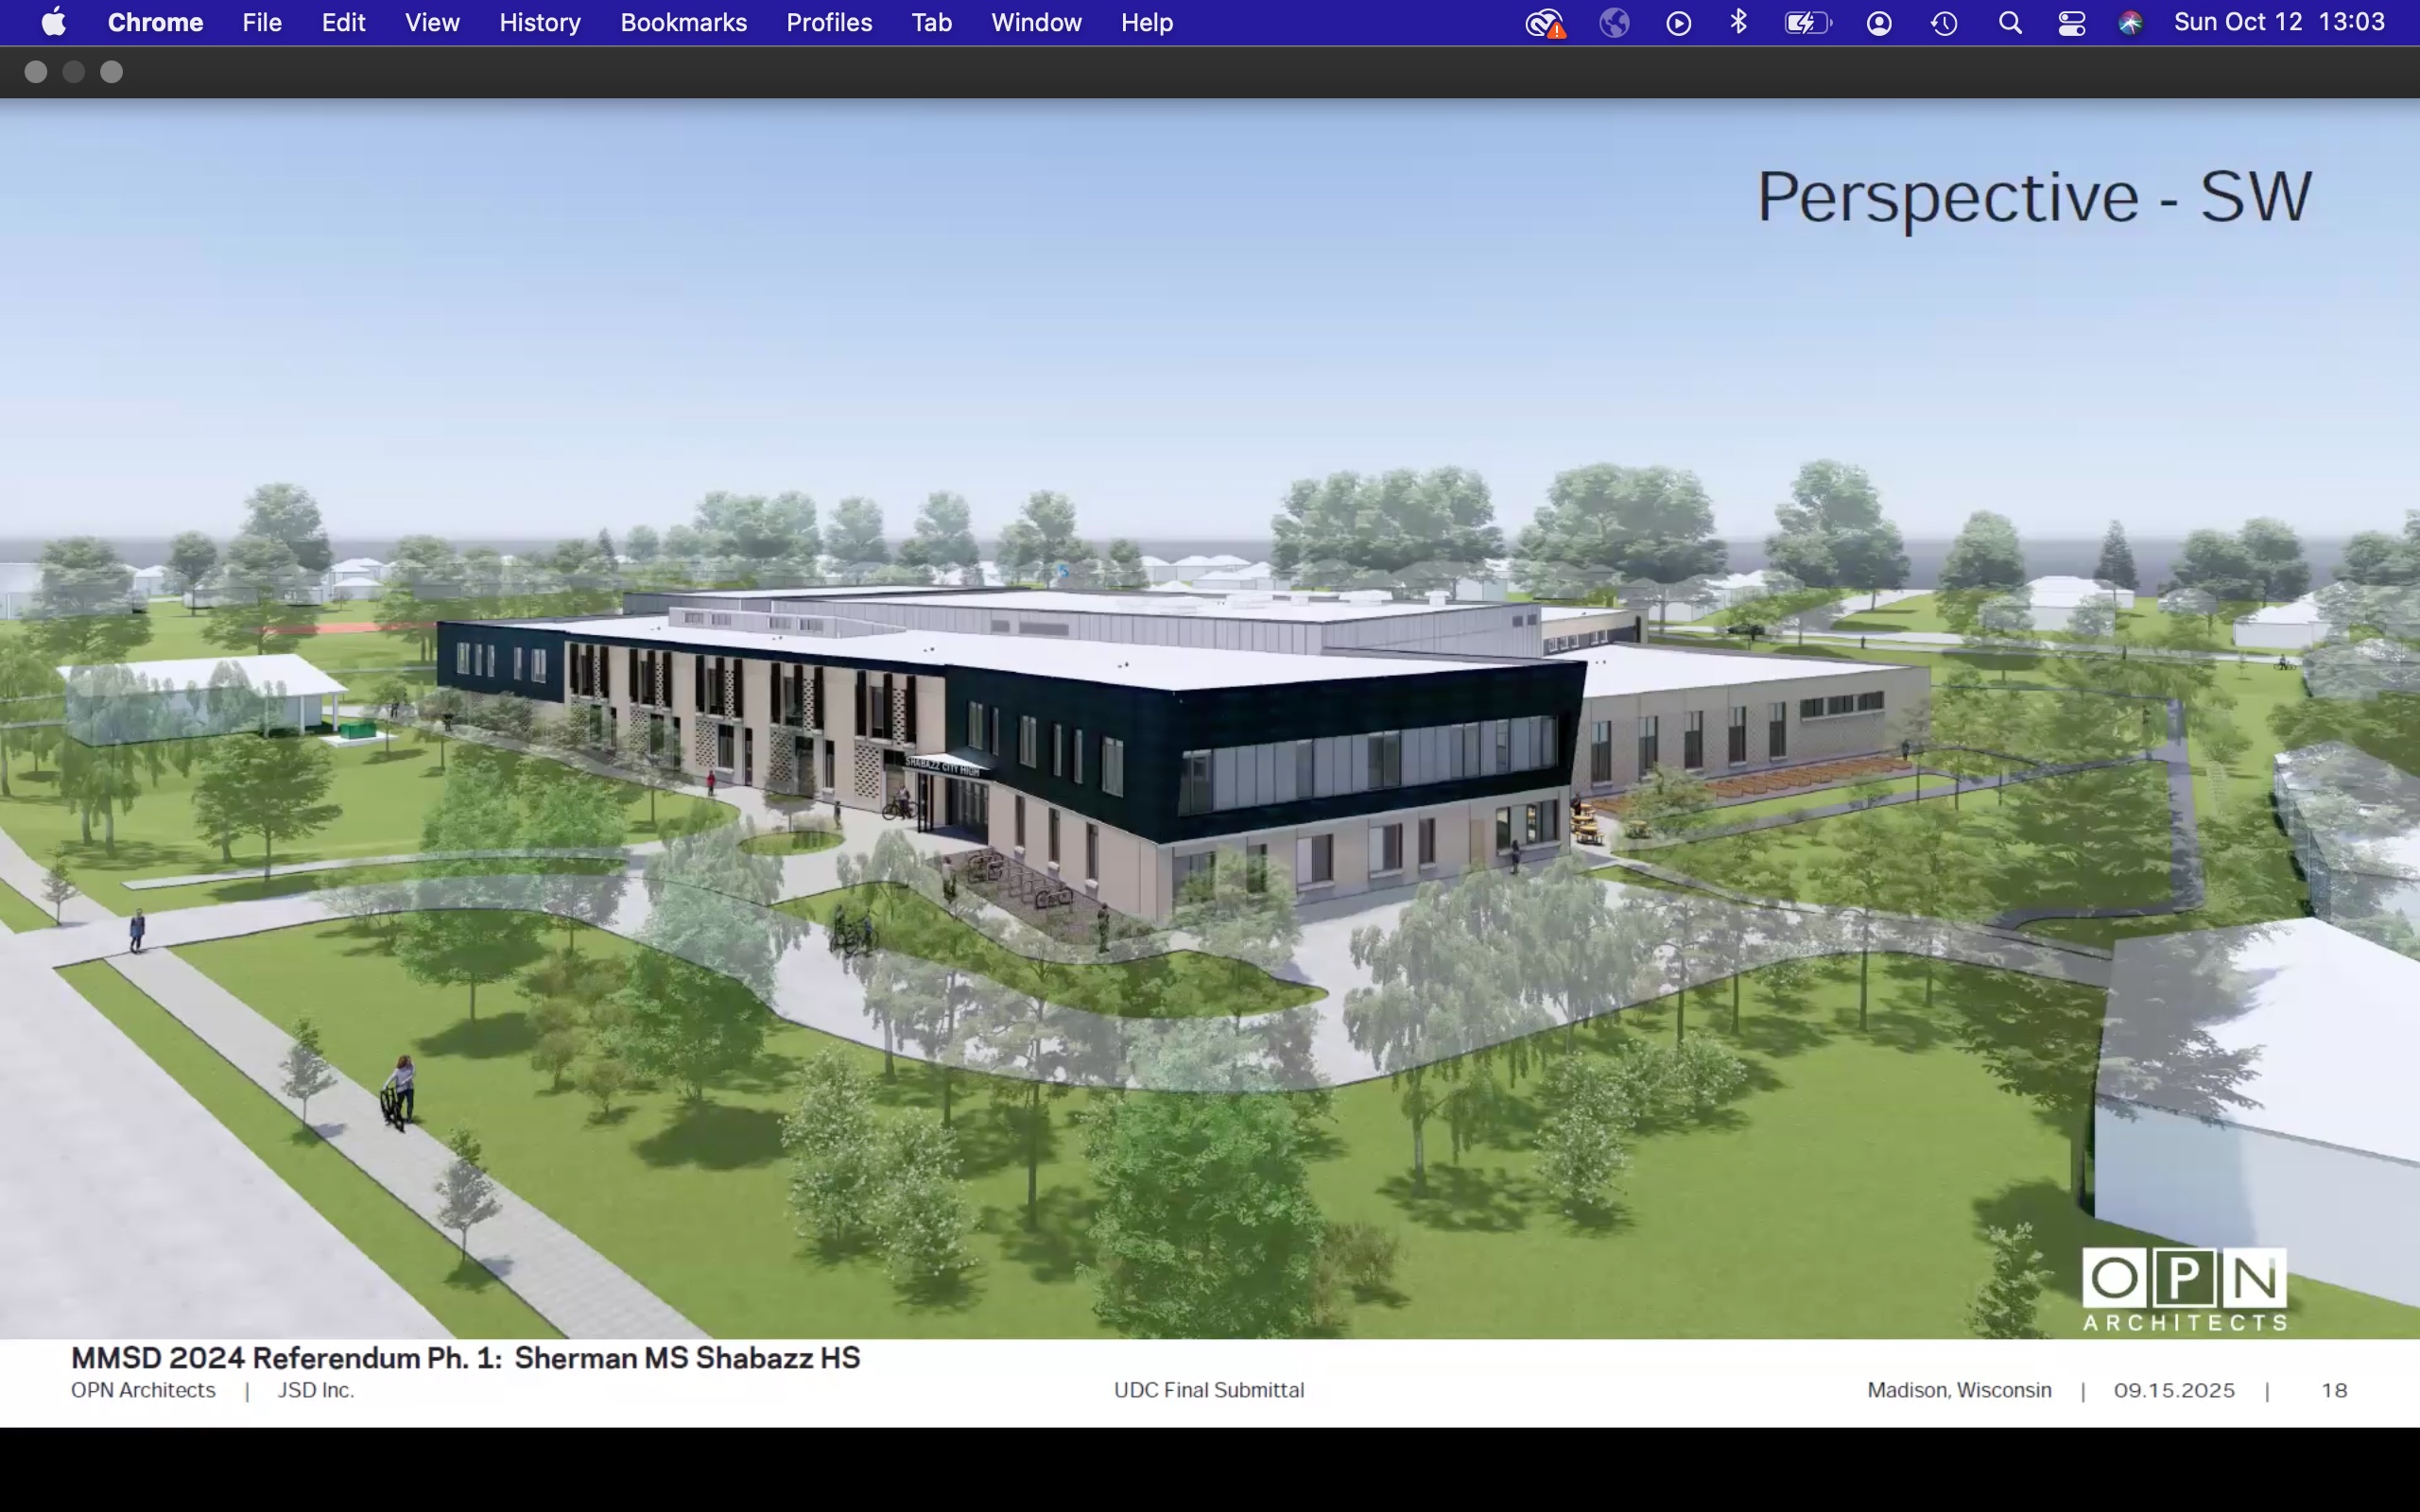 Chrome File Edit View History Bookmarks Profiles Tab Window Help Sun Oct 12 13:03
Perspective - SW
SHABAZZ CITY HIGH
OPN
ARCHITECTS
MMSD 2024 Referendum Ph. 1: Sherman MS Shabazz HS
OPN Architects | JSD Inc. UDC Final Submittal Madison, Wisconsin | 09.15.2025 | 18